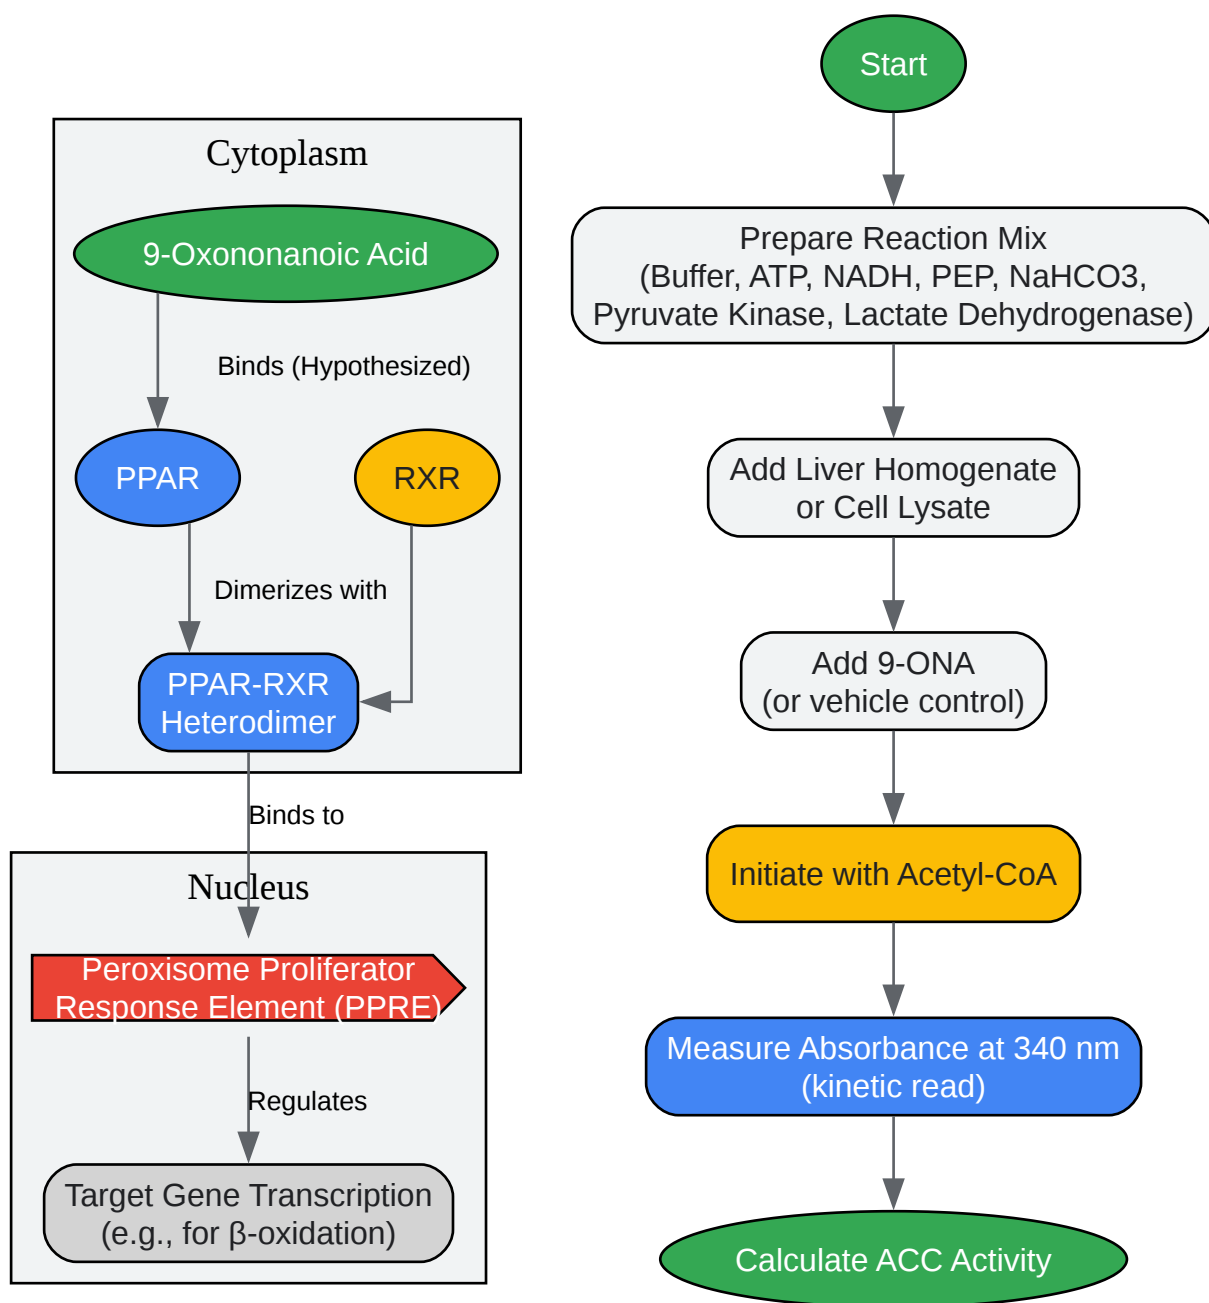 Cytoplasm
9-Oxononanoic Acid
Binds (Hypothesized)
PPAR
RXR
Dimerizes with
PPAR-RXR
Heterodimer
Binds to
Nucleus
Peroxisome Proliferator
Response Element (PPRE)
Regulates
Target Gene Transcription
(e.g., for β-oxidation)
Start
Prepare Reaction Mix
(Buffer, ATP, NADH, PEP, NaHCO3,
Pyruvate Kinase, Lactate Dehydrogenase)
Add Liver Homogenate
or Cell Lysate
Add 9-ONA
(or vehicle control)
Initiate with Acetyl-CoA
Measure Absorbance at 340 nm
(kinetic read)
Calculate ACC Activity